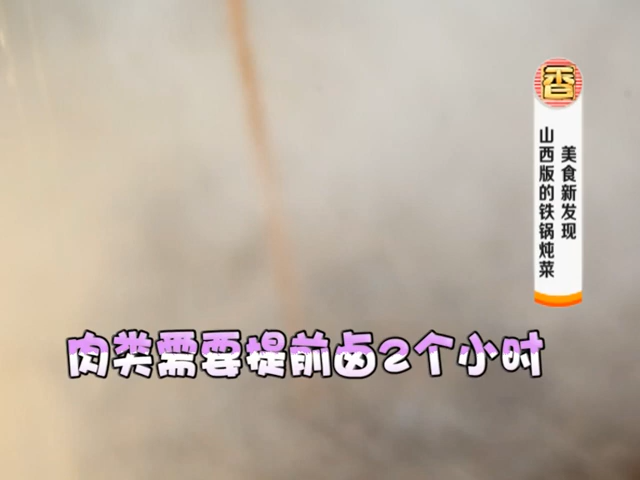 香
美食新发现
山西版的铁锅炖菜
肉类需要提前卤2个小时